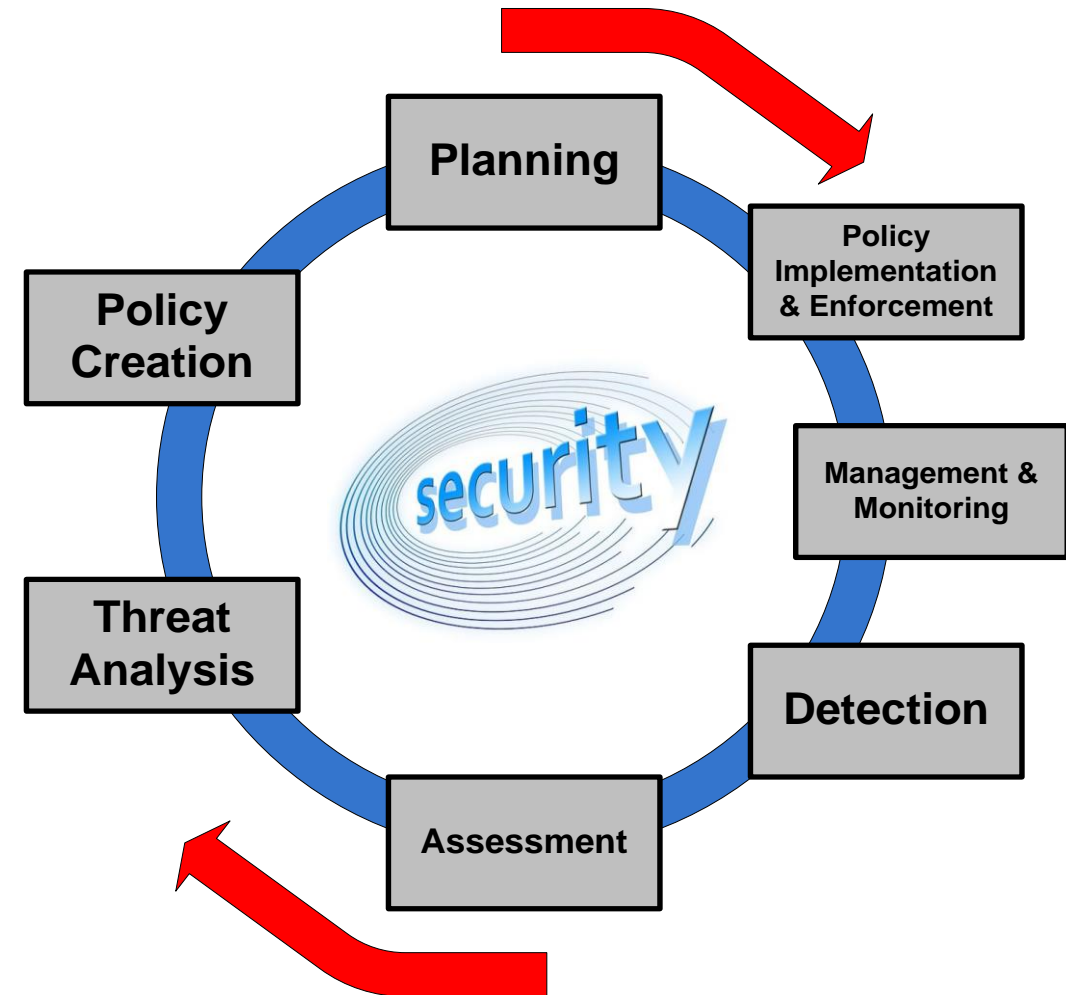 Planning
Policy
Implementation
& Enforcement
Policy
Creation
security
Management &
Monitoring
Threat
Analysis
Detection
Assessment